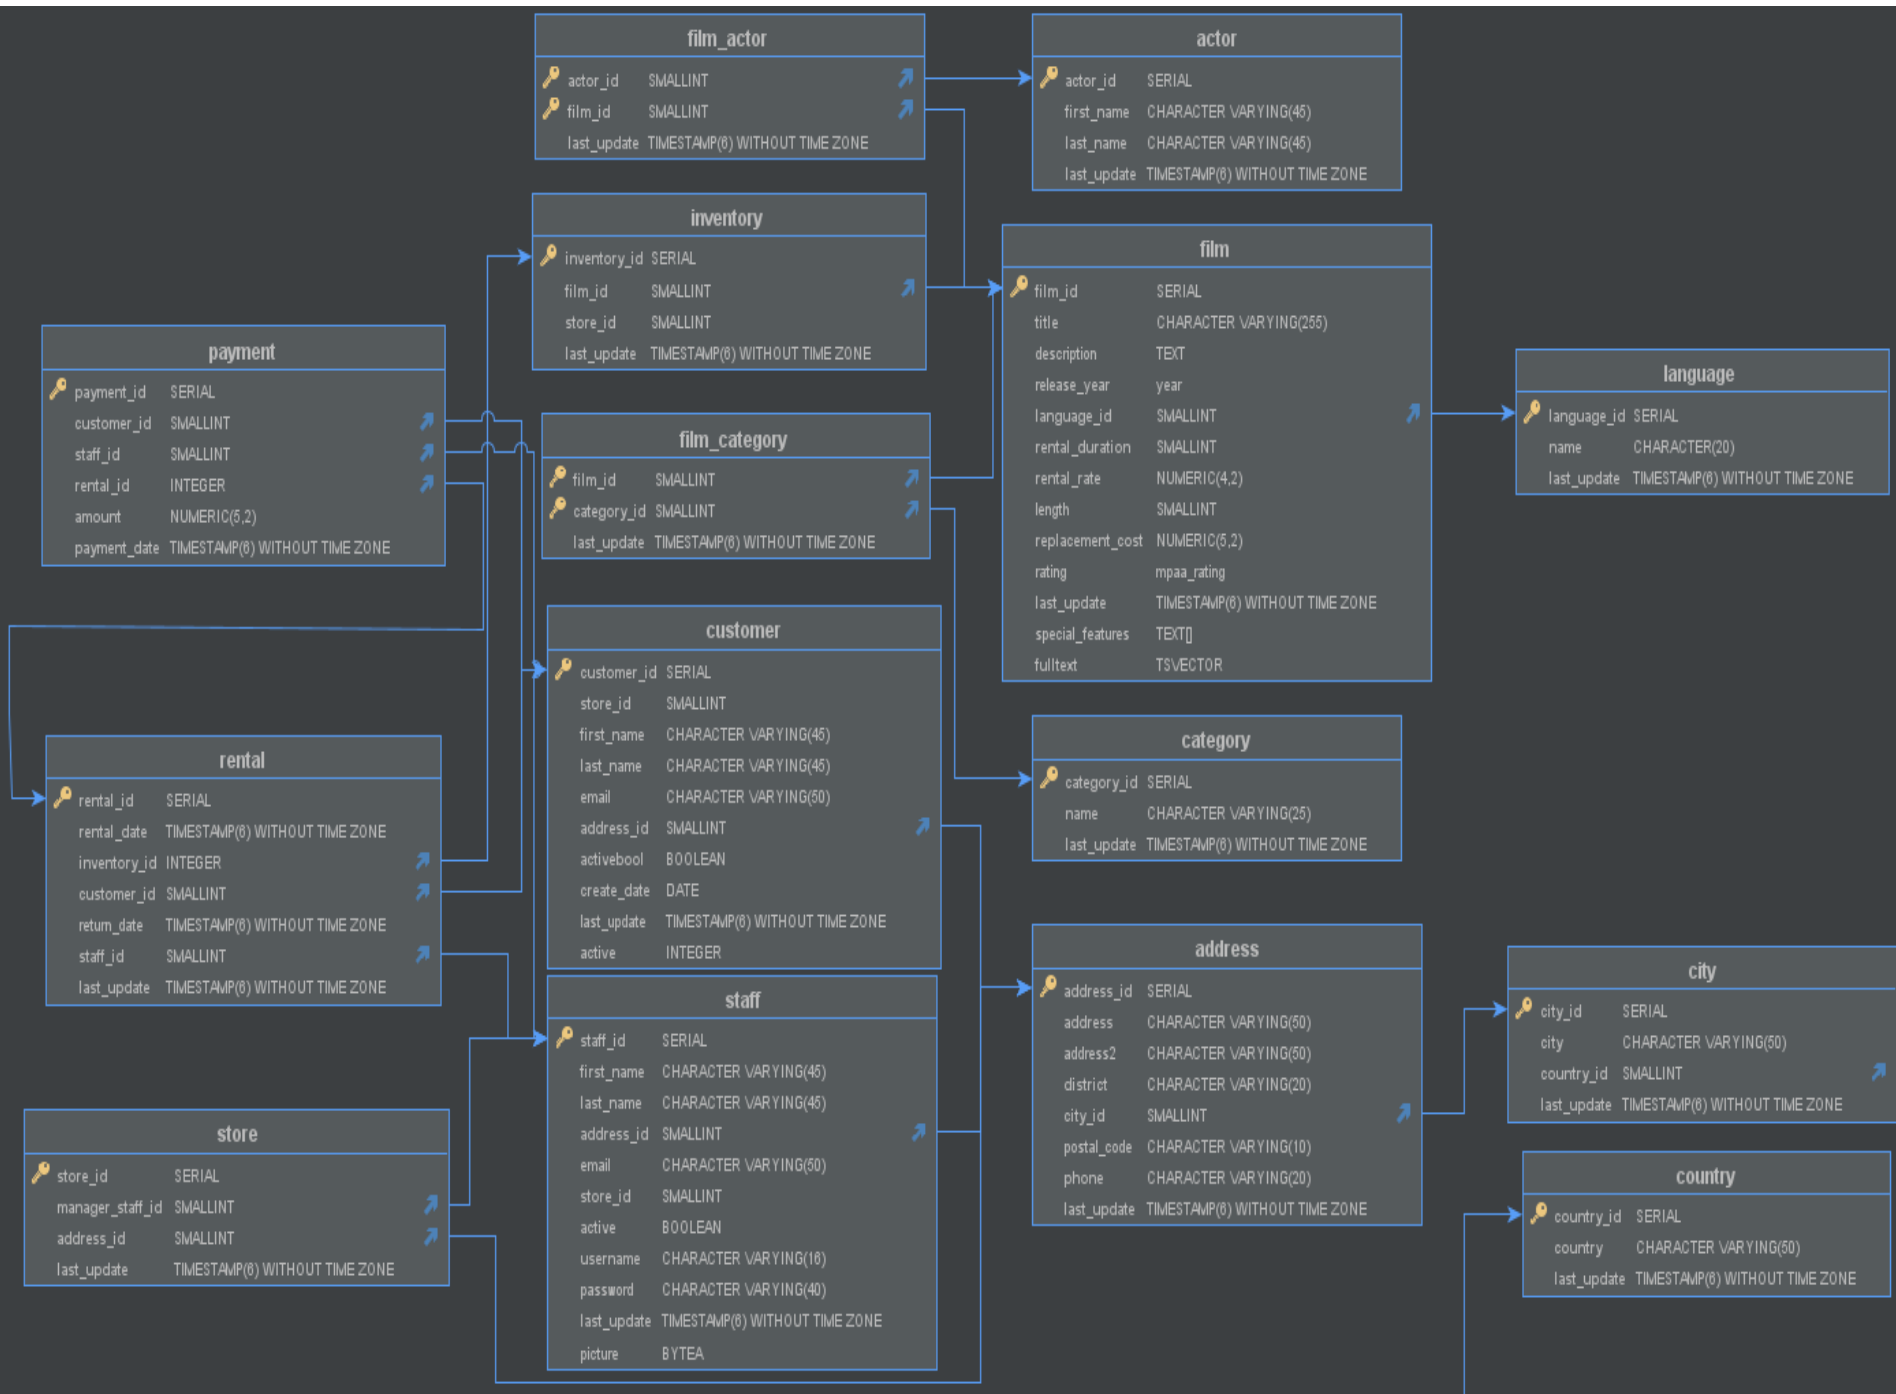 film_actor
actor_id SMALLINT
film_id SMALLINT
last_update TIMESTAMP(6) WITHOUT TIME ZONE
actor
actor_id SERIAL
first_name CHARACTER VARYING(45)
last_name CHARACTER VARYING(45)
last_update TIMESTAMP(6) WITHOUT TIME ZONE
inventory
inventory_id SERIAL
film_id SMALLINT
store_id SMALLINT
last_update TIMESTAMP(6) WITHOUT TIME ZONE
film
film_id SERIAL
title CHARACTER VARYING(255)
description TEXT
release_year year
language_id SMALLINT
rental_duration SMALLINT
rental_rate NUMERIC(4,2)
length SMALLINT
replacement_cost NUMERIC(5,2)
rating mpaa_rating
last_update TIMESTAMP(6) WITHOUT TIME ZONE
special_features TEXT[]
fulltext TSVECTOR
payment
payment_id SERIAL
customer_id SMALLINT
staff_id SMALLINT
rental_id INTEGER
amount NUMERIC(5,2)
payment_date TIMESTAMP(6) WITHOUT TIME ZONE
language
language_id SERIAL
name CHARACTER(20)
last_update TIMESTAMP(6) WITHOUT TIME ZONE
film_category
film_id SMALLINT
category_id SMALLINT
last_update TIMESTAMP(6) WITHOUT TIME ZONE
customer
customer_id SERIAL
store_id SMALLINT
first_name CHARACTER VARYING(45)
last_name CHARACTER VARYING(45)
email CHARACTER VARYING(50)
address_id SMALLINT
activebool BOOLEAN
create_date DATE
last_update TIMESTAMP(6) WITHOUT TIME ZONE
active INTEGER
category
category_id SERIAL
name CHARACTER VARYING(25)
last_update TIMESTAMP(6) WITHOUT TIME ZONE
rental
rental_id SERIAL
rental_date TIMESTAMP(6) WITHOUT TIME ZONE
inventory_id INTEGER
customer_id SMALLINT
return_date TIMESTAMP(6) WITHOUT TIME ZONE
staff_id SMALLINT
last_update TIMESTAMP(6) WITHOUT TIME ZONE
address
address_id SERIAL
address CHARACTER VARYING(50)
address2 CHARACTER VARYING(50)
district CHARACTER VARYING(20)
city_id SMALLINT
postal_code CHARACTER VARYING(10)
phone CHARACTER VARYING(20)
last_update TIMESTAMP(6) WITHOUT TIME ZONE
city
city_id SERIAL
city CHARACTER VARYING(50)
country_id SMALLINT
last_update TIMESTAMP(6) WITHOUT TIME ZONE
staff
staff_id SERIAL
first_name CHARACTER VARYING(45)
last_name CHARACTER VARYING(45)
address_id SMALLINT
email CHARACTER VARYING(50)
store_id SMALLINT
active BOOLEAN
username CHARACTER VARYING(16)
password CHARACTER VARYING(40)
last_update TIMESTAMP(6) WITHOUT TIME ZONE
picture BYTEA
store
store_id SERIAL
manager_staff_id SMALLINT
address_id SMALLINT
last_update TIMESTAMP(6) WITHOUT TIME ZONE
country
country_id SERIAL
country CHARACTER VARYING(50)
last_update TIMESTAMP(6) WITHOUT TIME ZONE